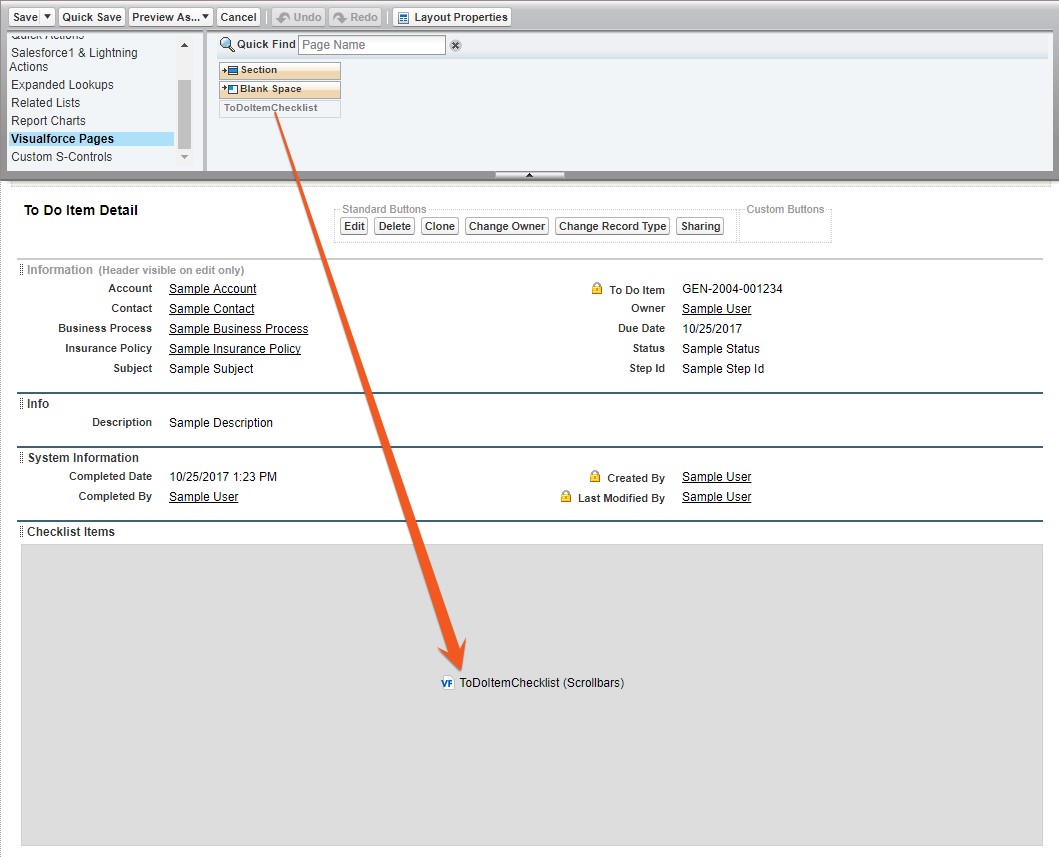 Save Quick Save Preview As... Cancel Undo Redo Layout Properties
Quick Actions
Salesforce1 & Lightning
Actions
Expanded Lookups
Related Lists
Report Charts
Visualforce Pages
Custom S-Controls
Quick Find Page Name
Section
Blank Space
ToDoItemChecklist
To Do Item Detail
Standard Buttons
Edit Delete Clone Change Owner Change Record Type Sharing
Custom Buttons
Information (Header visible on edit only)
Account Sample Account
Contact Sample Contact
Business Process Sample Business Process
Insurance Policy Sample Insurance Policy
Subject Sample Subject
To Do Item GEN-2004-001234
Owner Sample User
Due Date 10/25/2017
Status Sample Status
Step Id Sample Step Id
Info
Description Sample Description
System Information
Completed Date 10/25/2017 1:23 PM
Completed By Sample User
Created By Sample User
Last Modified By Sample User
Checklist Items
VF ToDoItemChecklist (Scrollbars)